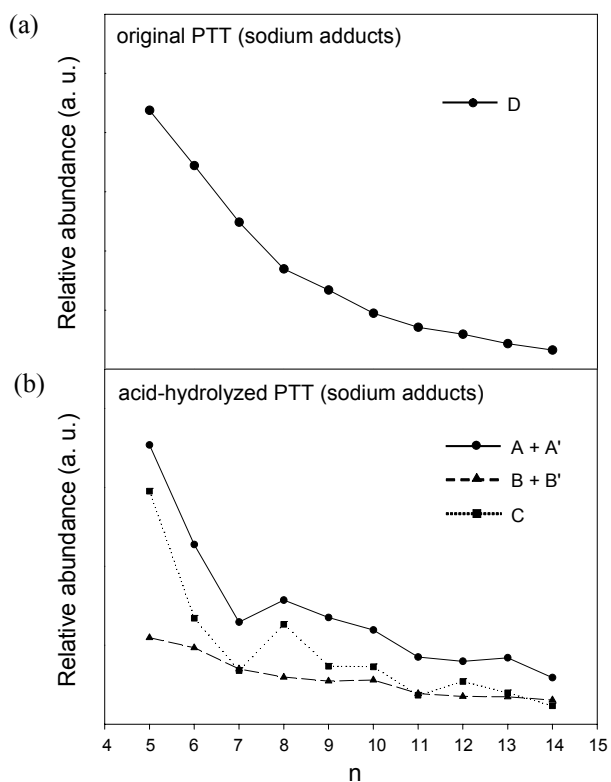 (a)
original PTT (sodium adducts)
D
Relative abundance (a. u.)
(b)
acid-hydrolyzed PTT (sodium adducts)
A + A'
B + B'
C
Relative abundance (a. u.)
4 5 6 7 8 9 10 11 12 13 14 15
n